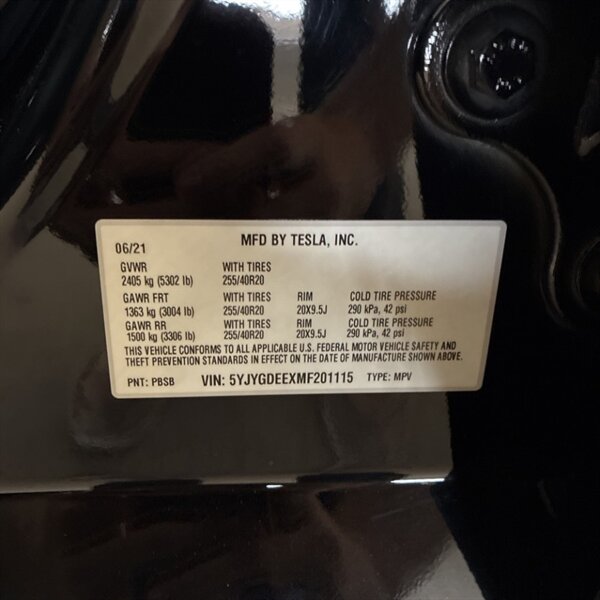 06/21 MFD BY TESLA, INC.
GVWR WITH TIRES
2405 kg (5302 lb) 255/40R20
GAWR FRT WITH TIRES RIM COLD TIRE PRESSURE
1363 kg (3004 lb) 255/40R20 20X9.5J 290 kPa, 42 psi
GAWR RR WITH TIRES RIM COLD TIRE PRESSURE
1500 kg (3306 lb) 255/40R20 20X9.5J 290 kPa, 42 psi
THIS VEHICLE CONFORMS TO ALL APPLICABLE U.S. FEDERAL MOTOR VEHICLE SAFETY AND
THEFT PREVENTION STANDARDS IN EFFECT ON THE DATE OF MANUFACTURE SHOWN ABOVE.
PNT: PBSB VIN: 5YJYGDEEXMF201115 TYPE: MPV